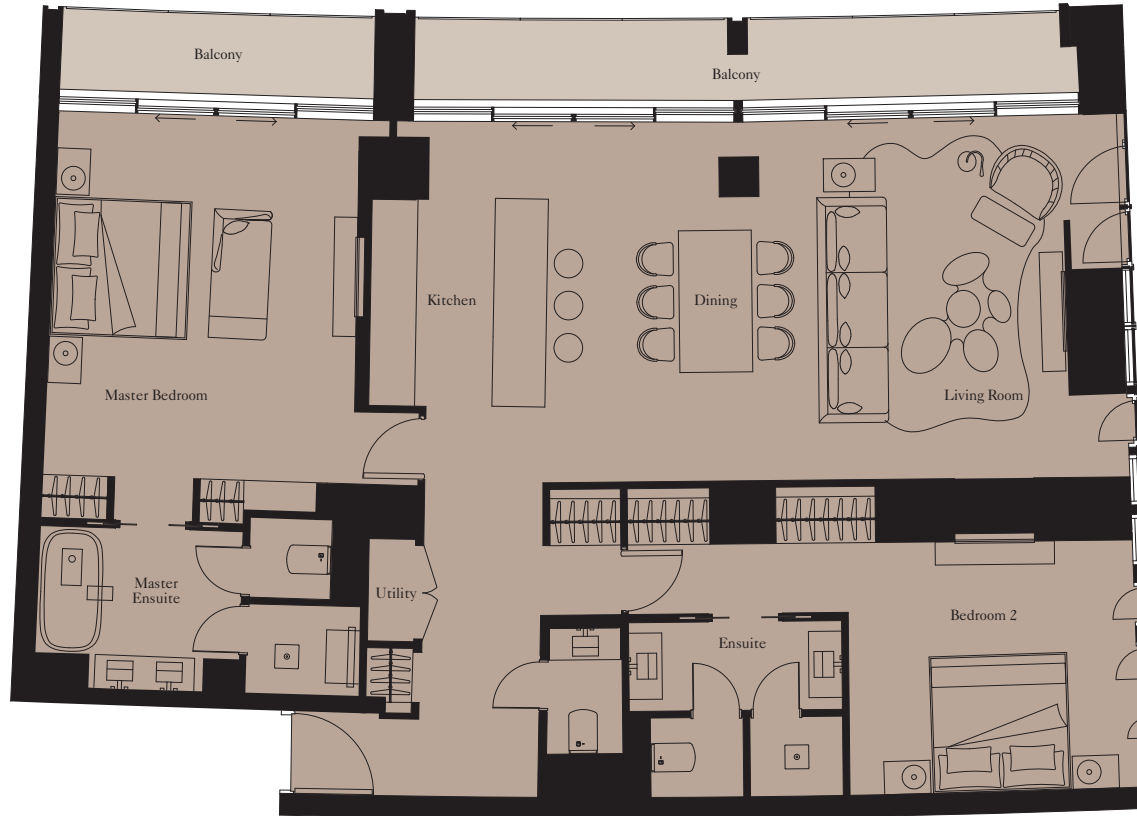 Balcony
Balcony
Kitchen
Dining
Master Bedroom
Living Room
Master
Ensuite
Utility
Ensuite
Bedroom 2